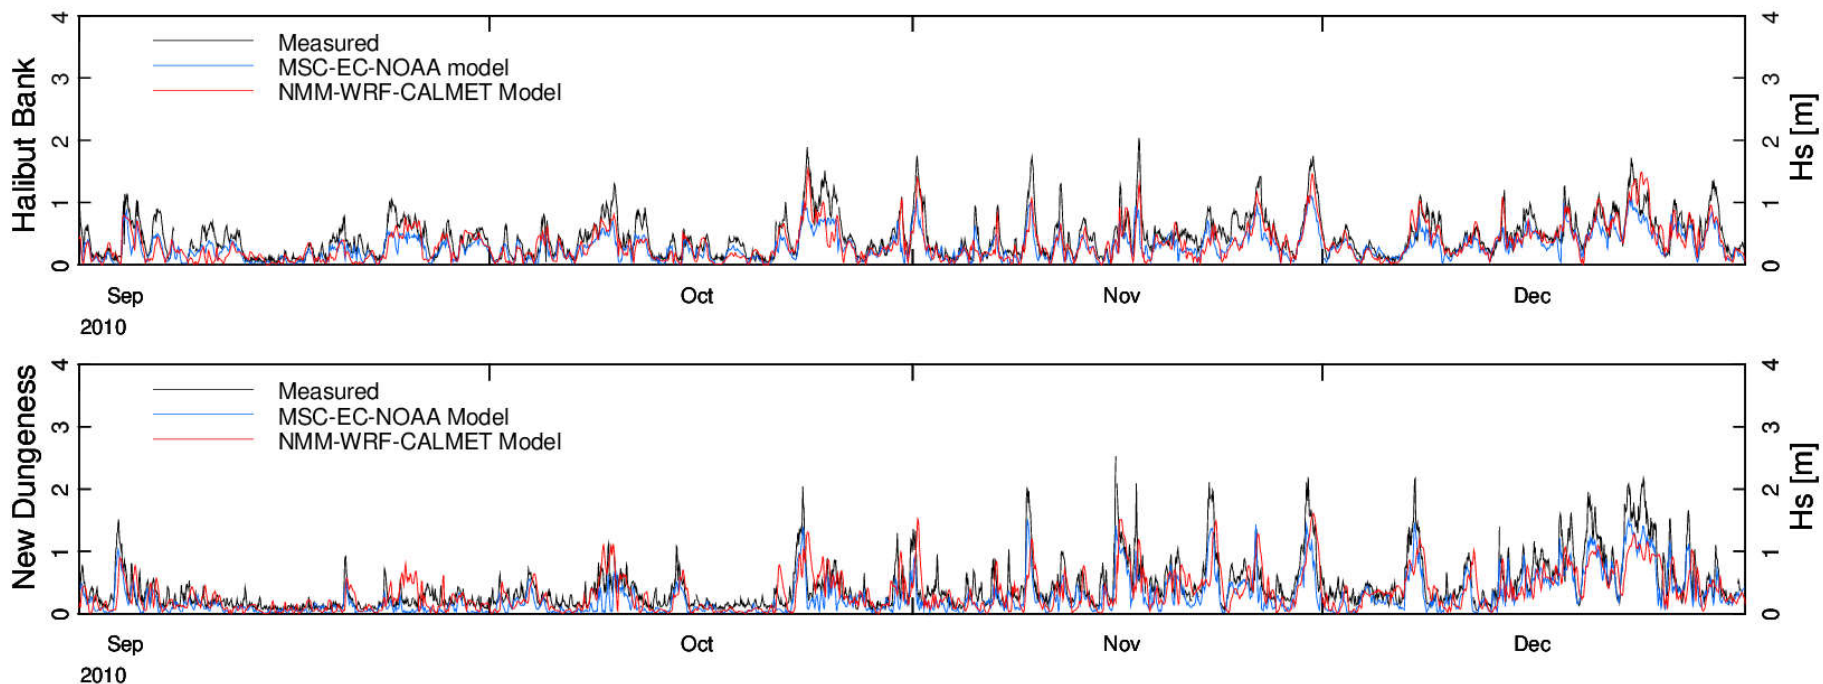 4 4
Measured
MSC-EC-NOAA model
NMM-WRF-CALMET Model
3 3
2 2
1 1
0 0
Halibut Bank
Hs [m]
Sep Oct Nov Dec
2010
4 4
Measured
MSC-EC-NOAA Model
NMM-WRF-CALMET Model
3 3
2 2
1 1
0 0
New Dungeness
Hs [m]
Sep Oct Nov Dec
2010